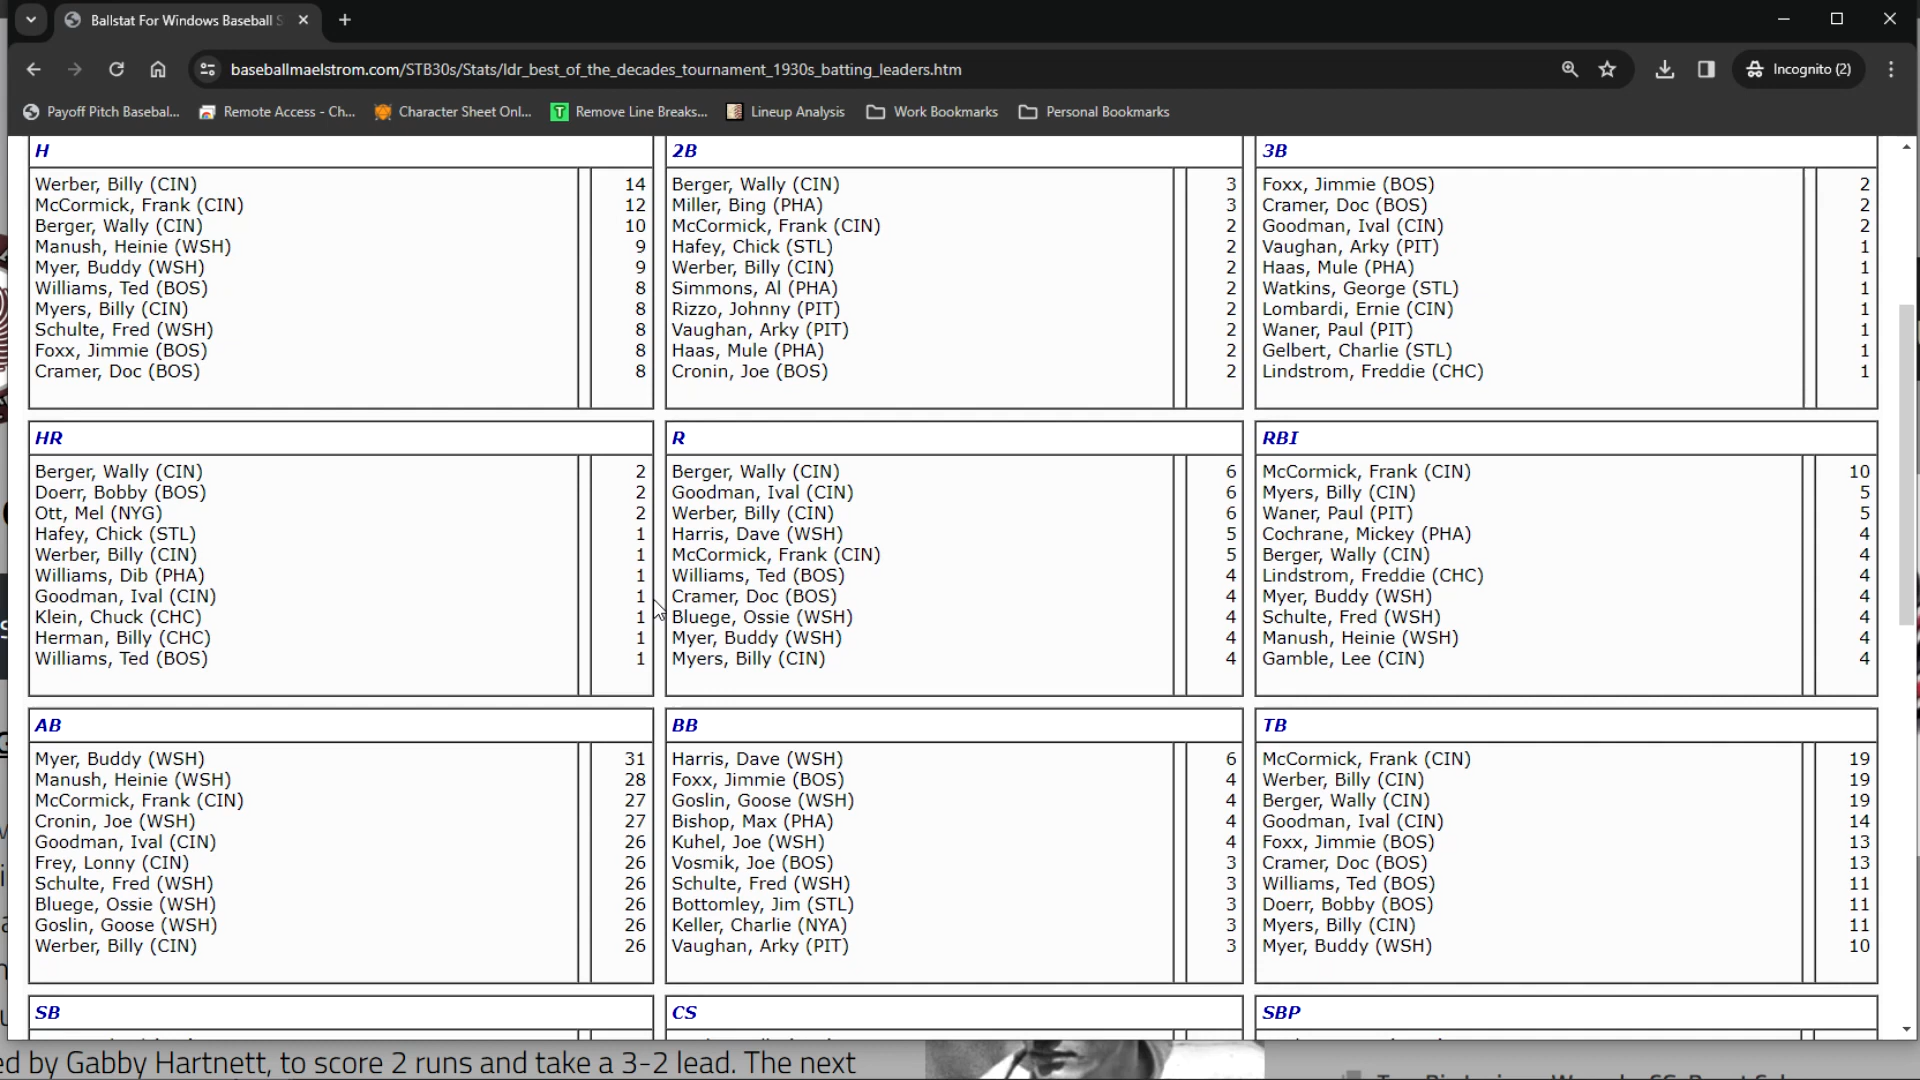 Ballstat For Windows Baseball S
baseballmaelstrom.com/STB30s/Stats/ldr_best_of_the_decades_tournament_1930s_batting_leaders.htm
Incognito (2)
Payoff Pitch Basebal...
Remote Access - Ch...
Character Sheet Onl...
T Remove Line Breaks...
Lineup Analysis
Work Bookmarks
Personal Bookmarks
H
Werber, Billy (CIN) 14
McCormick, Frank (CIN) 12
Berger, Wally (CIN) 10
Manush, Heinie (WSH) 9
Myer, Buddy (WSH) 9
Williams, Ted (BOS) 8
Myers, Billy (CIN) 8
Schulte, Fred (WSH) 8
Foxx, Jimmie (BOS) 8
Cramer, Doc (BOS) 8
2B
Berger, Wally (CIN) 3
Miller, Bing (PHA) 3
McCormick, Frank (CIN) 2
Hafey, Chick (STL) 2
Werber, Billy (CIN) 2
Simmons, Al (PHA) 2
Rizzo, Johnny (PIT) 2
Vaughan, Arky (PIT) 2
Haas, Mule (PHA) 2
Cronin, Joe (BOS) 2
3B
Foxx, Jimmie (BOS) 2
Cramer, Doc (BOS) 2
Goodman, Ival (CIN) 2
Vaughan, Arky (PIT) 1
Haas, Mule (PHA) 1
Watkins, George (STL) 1
Lombardi, Ernie (CIN) 1
Waner, Paul (PIT) 1
Gelbert, Charlie (STL) 1
Lindstrom, Freddie (CHC) 1
HR
Berger, Wally (CIN) 2
Doerr, Bobby (BOS) 2
Ott, Mel (NYG) 2
Hafey, Chick (STL) 1
Werber, Billy (CIN) 1
Williams, Dib (PHA) 1
Goodman, Ival (CIN) 1
Klein, Chuck (CHC) 1
Herman, Billy (CHC) 1
Williams, Ted (BOS) 1
R
Berger, Wally (CIN) 6
Goodman, Ival (CIN) 6
Werber, Billy (CIN) 6
Harris, Dave (WSH) 5
McCormick, Frank (CIN) 5
Williams, Ted (BOS) 4
Cramer, Doc (BOS) 4
Bluege, Ossie (WSH) 4
Myer, Buddy (WSH) 4
Myers, Billy (CIN) 4
RBI
McCormick, Frank (CIN) 10
Myers, Billy (CIN) 5
Waner, Paul (PIT) 5
Cochrane, Mickey (PHA) 4
Berger, Wally (CIN) 4
Lindstrom, Freddie (CHC) 4
Myer, Buddy (WSH) 4
Schulte, Fred (WSH) 4
Manush, Heinie (WSH) 4
Gamble, Lee (CIN) 4
AB
Myer, Buddy (WSH) 31
Manush, Heinie (WSH) 28
McCormick, Frank (CIN) 27
Cronin, Joe (WSH) 27
Goodman, Ival (CIN) 26
Frey, Lonny (CIN) 26
Schulte, Fred (WSH) 26
Bluege, Ossie (WSH) 26
Goslin, Goose (WSH) 26
Werber, Billy (CIN) 26
BB
Harris, Dave (WSH) 6
Foxx, Jimmie (BOS) 4
Goslin, Goose (WSH) 4
Bishop, Max (PHA) 4
Kuhel, Joe (WSH) 4
Vosmik, Joe (BOS) 3
Schulte, Fred (WSH) 3
Bottomley, Jim (STL) 3
Keller, Charlie (NYA) 3
Vaughan, Arky (PIT) 3
TB
McCormick, Frank (CIN) 19
Werber, Billy (CIN) 19
Berger, Wally (CIN) 19
Goodman, Ival (CIN) 14
Foxx, Jimmie (BOS) 13
Cramer, Doc (BOS) 13
Williams, Ted (BOS) 11
Doerr, Bobby (BOS) 11
Myers, Billy (CIN) 11
Myer, Buddy (WSH) 10
SB
CS
SBP
ed by Gabby Hartnett, to score 2 runs and take a 3-2 lead. The next